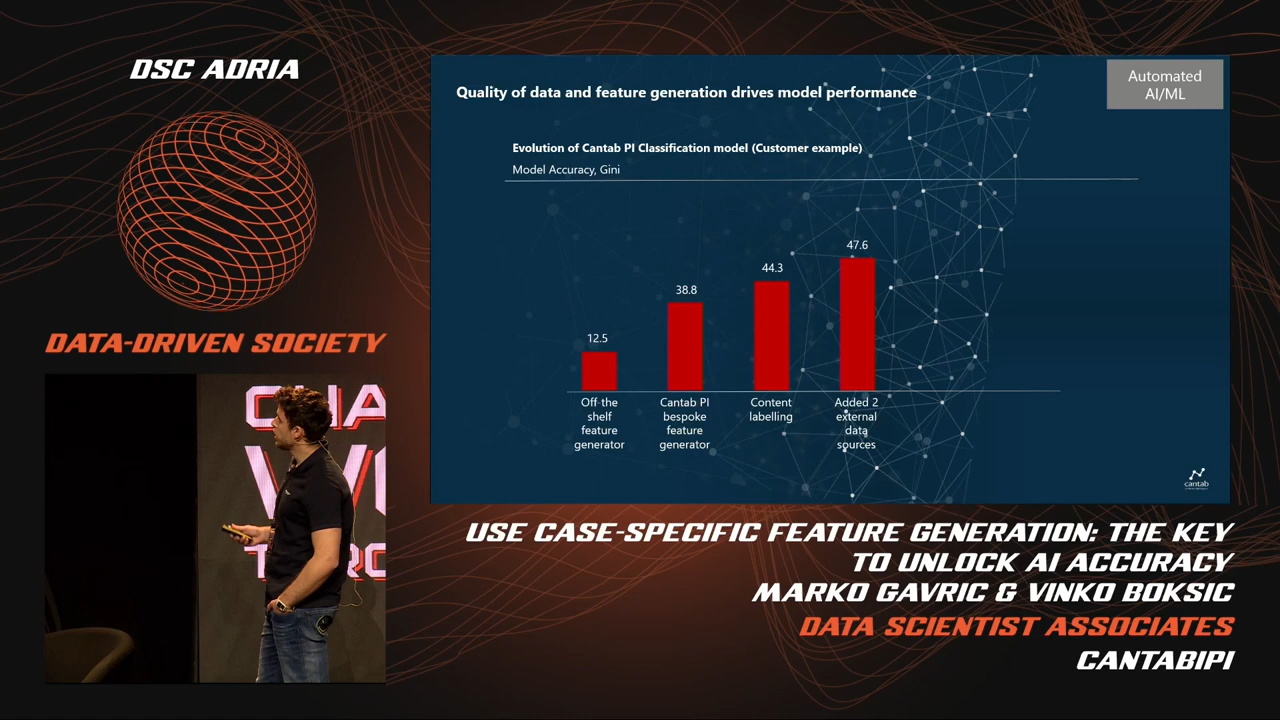 DSC ADRIA
DATA-DRIVEN SOCIETY
Quality of data and feature generation drives model performance
Automated
AI/ML
Evolution of Cantab PI Classification model (Customer example)
Model Accuracy, Gini
12.5
38.8
44.3
47.6
Off the
shelf
feature
generator
Cantab PI
bespoke
feature
generator
Content
labelling
Added 2
external
data
sources
cantab
USE CASE-SPECIFIC FEATURE GENERATION: THE KEY
TO UNLOCK AI ACCURACY
MARKO GAVRIC & VINKO BOKSIC
DATA SCIENTIST ASSOCIATES
CANTABIPI